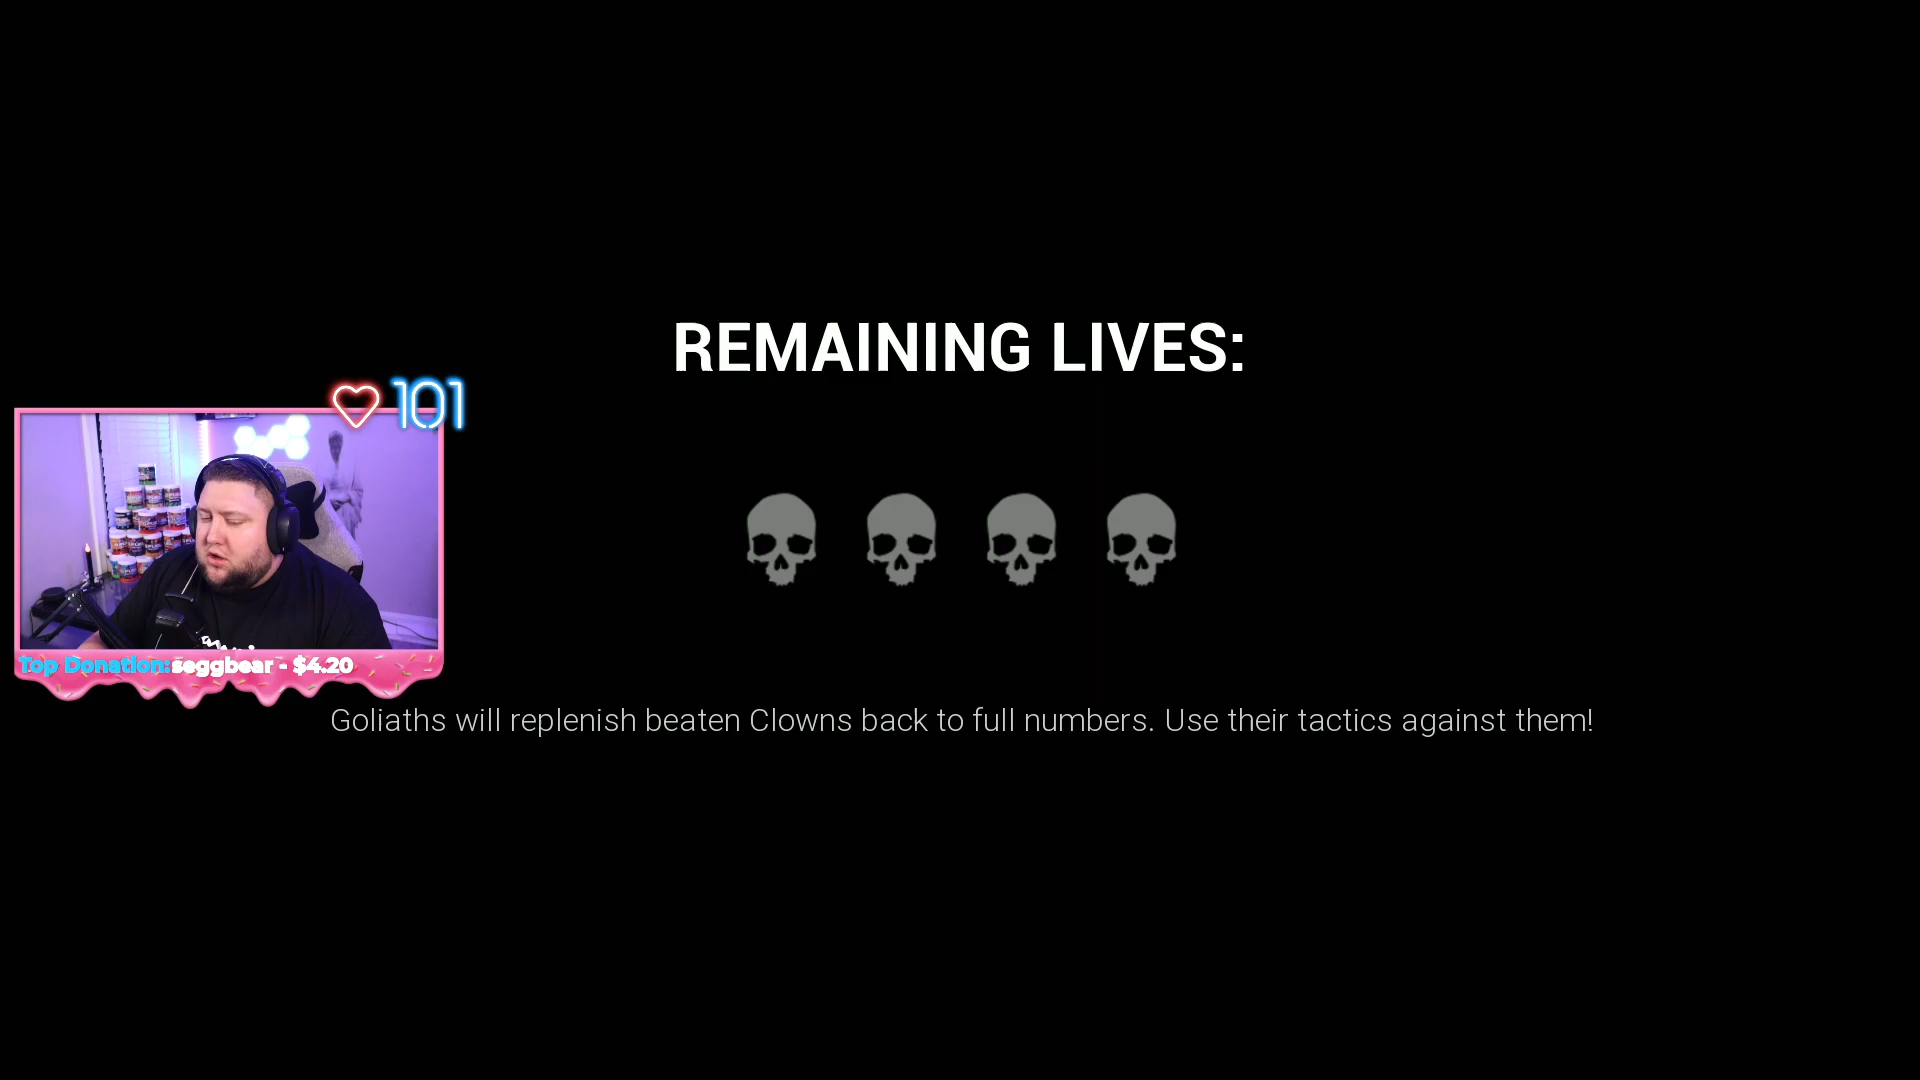 REMAINING LIVES:
101
Top Donation: seggbear - $4.20
Goliaths will replenish beaten Clowns back to full numbers. Use their tactics against them!